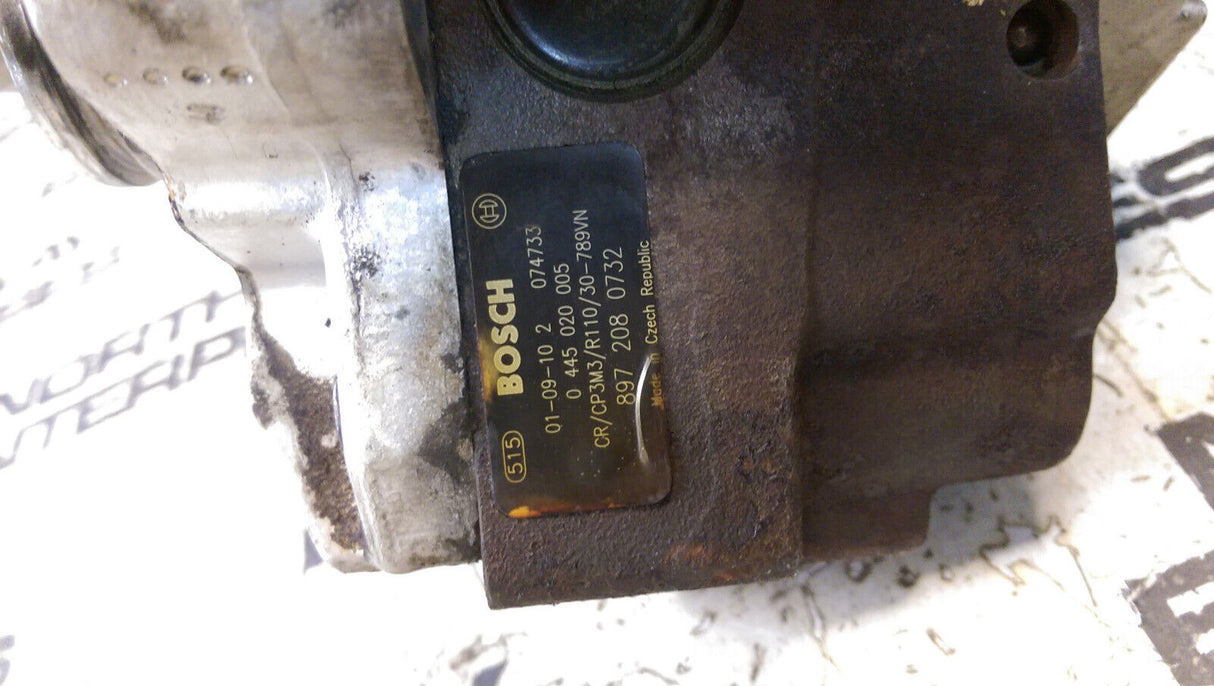 515 BOSCH
01-09-10 2 074733
0 445 020 005
CR/CP3M3/R110/30-789VN
897 208 0732
Made in Czech Republic
NORTH